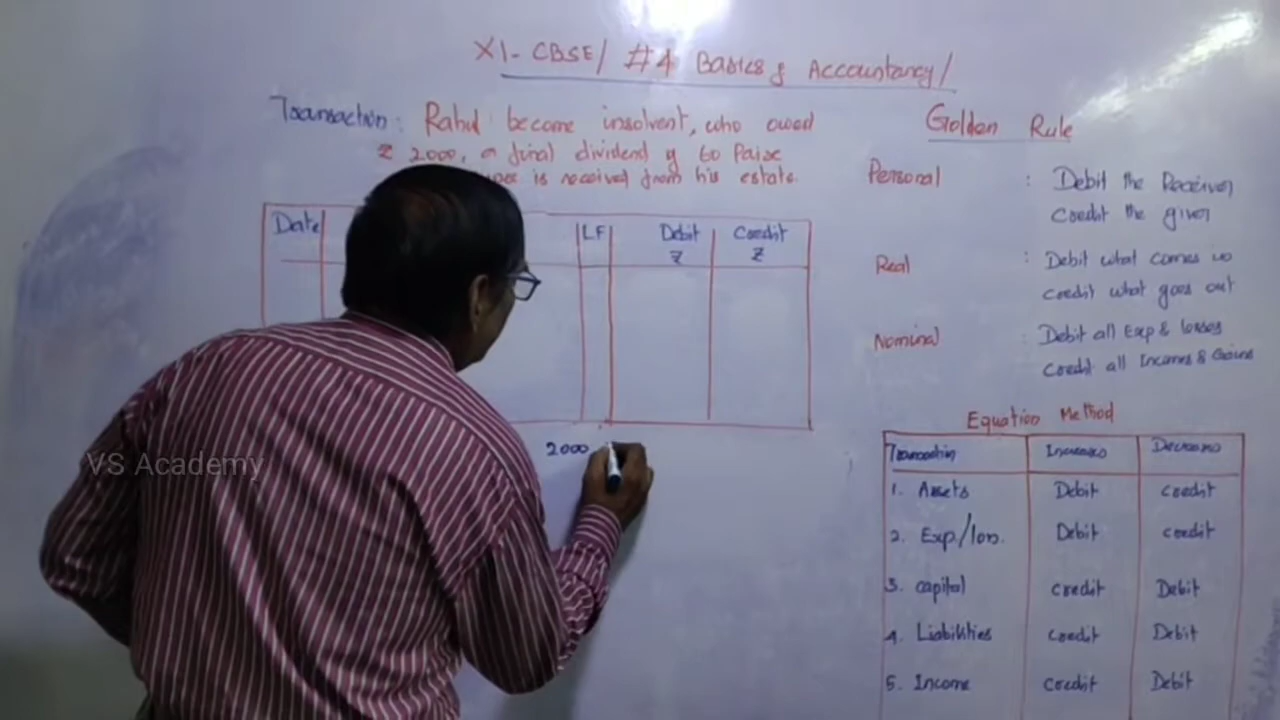 X1- CBSE/ #4 Basics of Accountancy/
Transaction: Rahul become insolvent, who owed
₹ 2000, a final dividend of 60 Paise
is received from his estate.
Date LF Debit Credit
₹ ₹
2000
Golden Rule
Personal : Debit the Receiver
Credit the giver
Real : Debit what comes in
credit what goes out
Nominal : Debit all Exp & losses
Credit all Incomes & Gains
Equation Method
Transaction Increases Decreases
1. Assets Debit credit
2. Exp/loss. Debit credit
3. capital credit Debit
4. Liabilities credit Debit
5. Income credit Debit
VS Academy